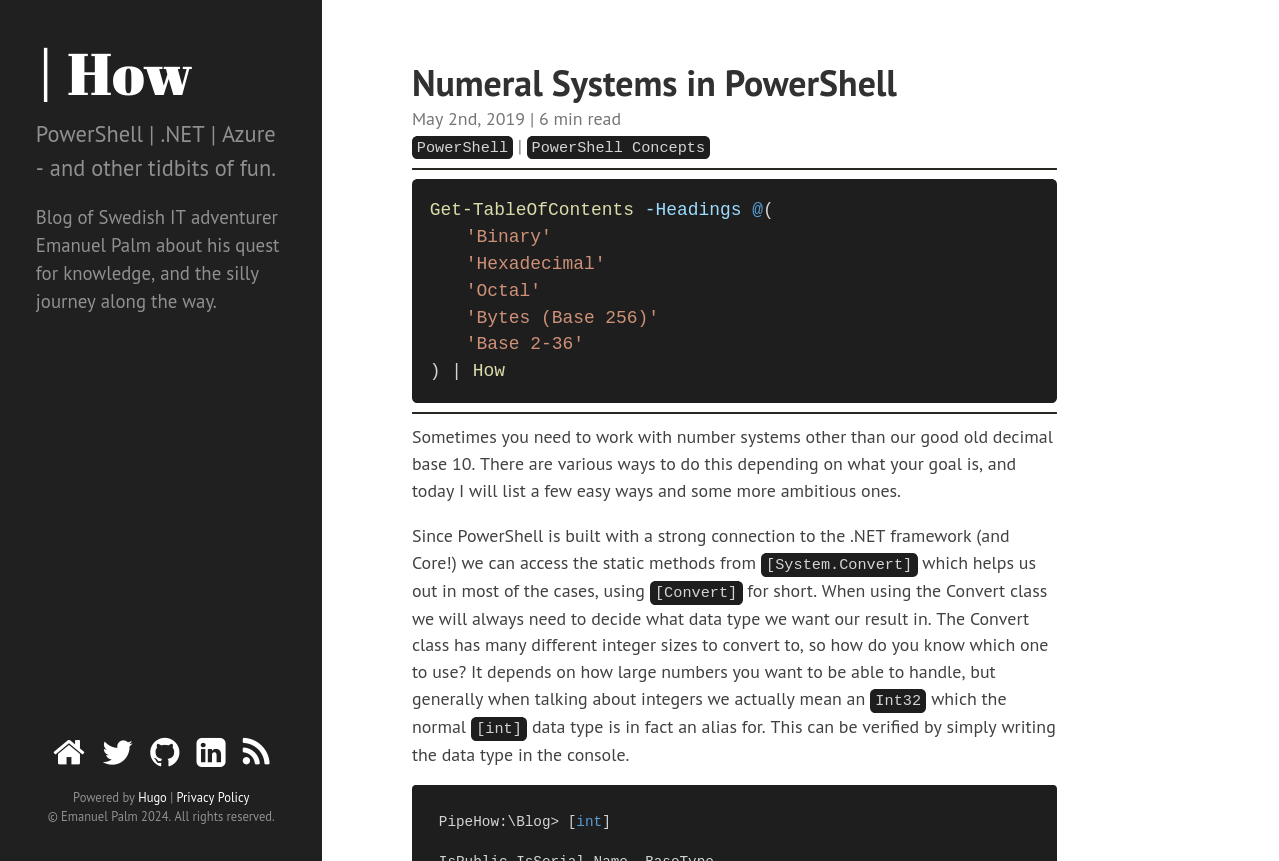 | How
PowerShell | .NET | Azure
- and other tidbits of fun.
Blog of Swedish IT adventurer
Emanuel Palm about his quest
for knowledge, and the silly
journey along the way.
Powered by Hugo | Privacy Policy
© Emanuel Palm 2024. All rights reserved.
Numeral Systems in PowerShell
May 2nd, 2019 | 6 min read
PowerShell | PowerShell Concepts
Get-TableOfContents -Headings @(
'Binary'
'Hexadecimal'
'Octal'
'Bytes (Base 256)'
'Base 2-36'
) | How
Sometimes you need to work with number systems other than our good old decimal
base 10. There are various ways to do this depending on what your goal is, and
today I will list a few easy ways and some more ambitious ones.
Since PowerShell is built with a strong connection to the .NET framework (and
Core!) we can access the static methods from [System.Convert] which helps us
out in most of the cases, using [Convert] for short. When using the Convert class
we will always need to decide what data type we want our result in. The Convert
class has many different integer sizes to convert to, so how do you know which one
to use? It depends on how large numbers you want to be able to handle, but
generally when talking about integers we actually mean an Int32 which the
normal [int] data type is in fact an alias for. This can be verified by simply writing
the data type in the console.
PipeHow:\Blog> [int]
IsPublic IsSerial Name  BaseType